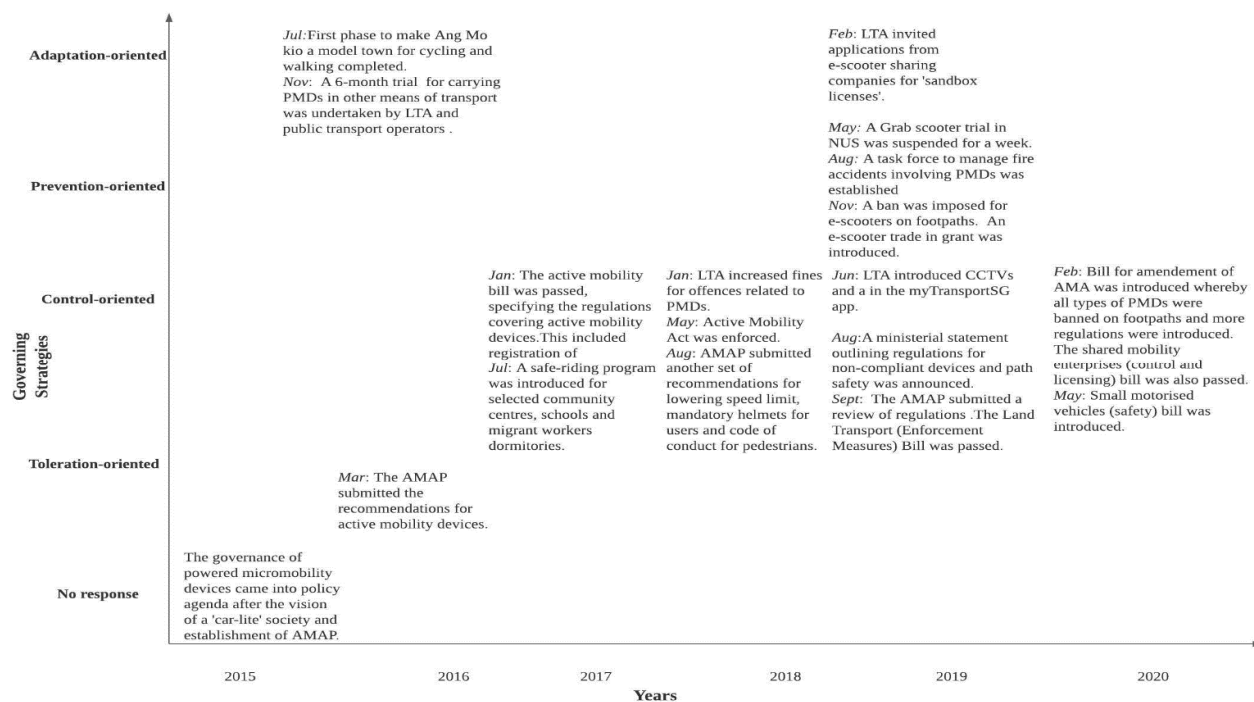 Adaptation-oriented
Prevention-oriented
Control-oriented
Governing
Strategies
Toleration-oriented
No response
Jul:First phase to make Ang Mo
kio a model town for cycling and
walking completed.
Nov: A 6-month trial for carrying
PMDs in other means of transport
was undertaken by LTA and
public transport operators .
Feb: LTA invited
applications from
e-scooter sharing
companies for 'sandbox
licenses'.
May: A Grab scooter trial in
NUS was suspended for a week.
Aug: A task force to manage fire
accidents involving PMDs was
established
Nov: A ban was imposed for
e-scooters on footpaths. An
e-scooter trade in grant was
introduced.
Jan: The active mobility
bill was passed,
specifying the regulations
covering active mobility
devices.This included
registration of
Jul: A safe-riding program
was introduced for
selected community
centres, schools and
migrant workers
dormitories.
Jan: LTA increased fines
for offences related to
PMDs.
May: Active Mobility
Act was enforced.
Aug: AMAP submitted
another set of
recommendations for
lowering speed limit,
mandatory helmets for
users and code of
conduct for pedestrians.
Jun: LTA introduced CCTVs
and a in the myTransportSG
app.
Aug:A ministerial statement
outlining regulations for
non-compliant devices and path
safety was announced.
Sept: The AMAP submitted a
review of regulations .The Land
Transport (Enforcement
Measures) Bill was passed.
Feb: Bill for amendement of
AMA was introduced whereby
all types of PMDs were
banned on footpaths and more
regulations were introduced.
The shared mobility
enterprises (control and
licensing) bill was also passed.
May: Small motorised
vehicles (safety) bill was
introduced.
Mar: The AMAP
submitted the
recommendations for
active mobility devices.
The governance of
powered micromobility
devices came into policy
agenda after the vision
of a 'car-lite' society and
establishment of AMAP.
2015
2016
2017
2018
2019
2020
Years